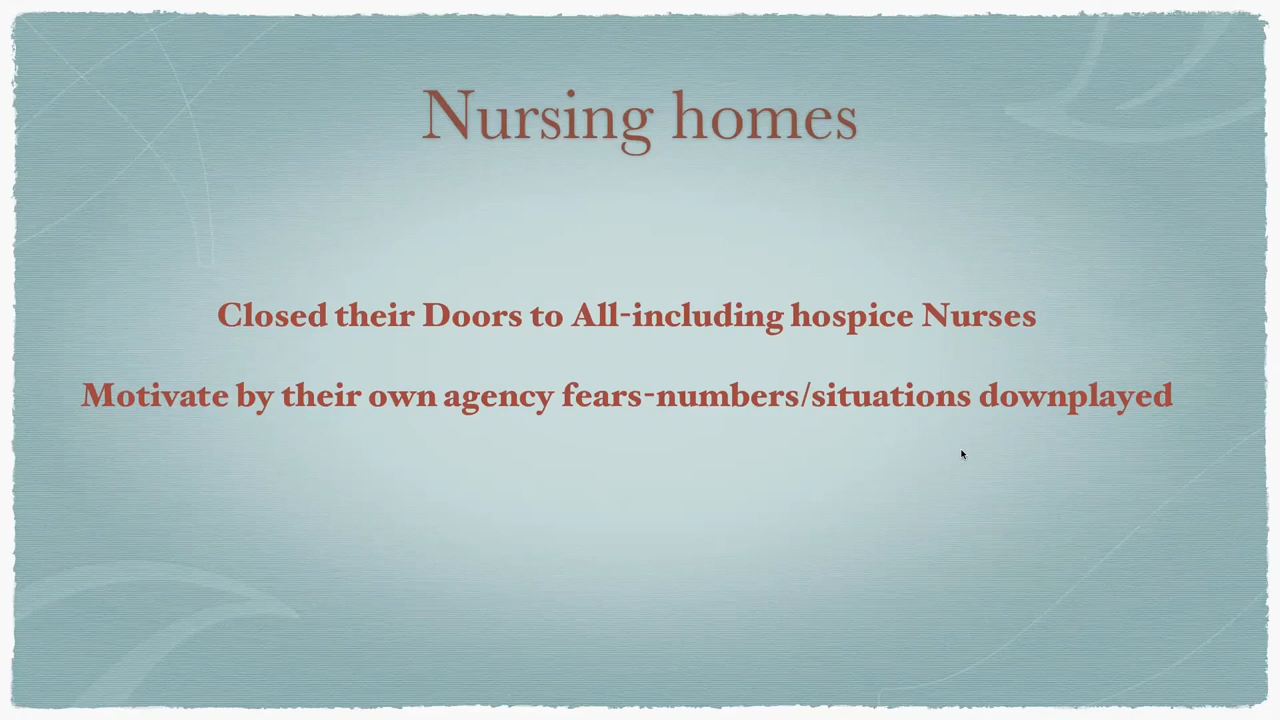 Nursing homes
Closed their Doors to All-including hospice Nurses
Motivate by their own agency fears-numbers/situations downplayed